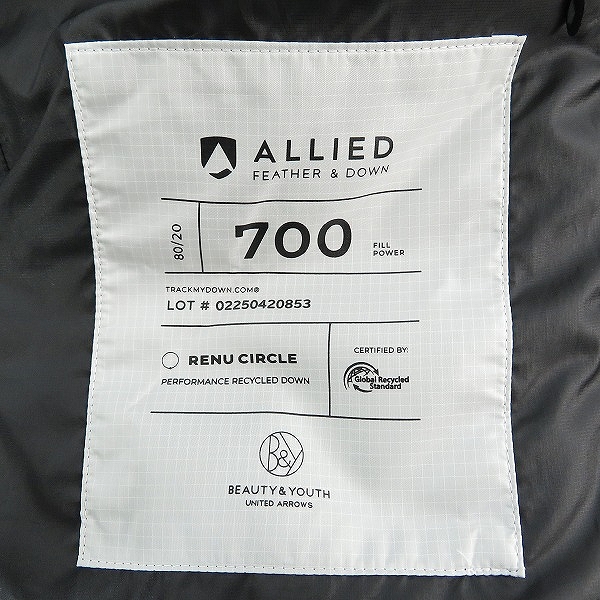 ALLIED
FEATHER & DOWN
80/20
700
FILL
POWER
TRACKMYDOWN.COM®
LOT # 02250420853
RENU CIRCLE
PERFORMANCE RECYCLED DOWN
CERTIFIED BY:
Global Recycled
Standard
B&Y
BEAUTY & YOUTH
UNITED ARROWS